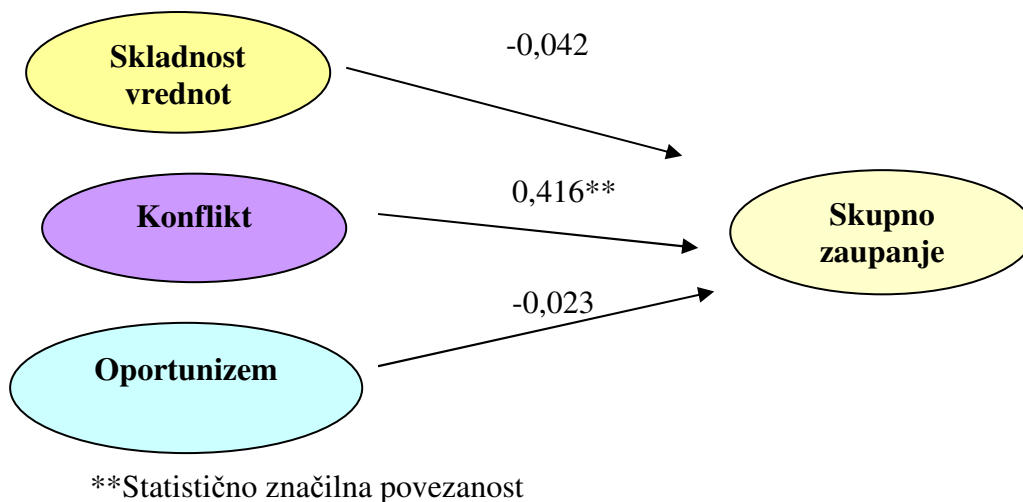 Skladnost
vrednot
-0,042
Konflikt
0,416**
Skupno
zaupanje
-0,023
Oportunizem
**Statistično značilna povezanost